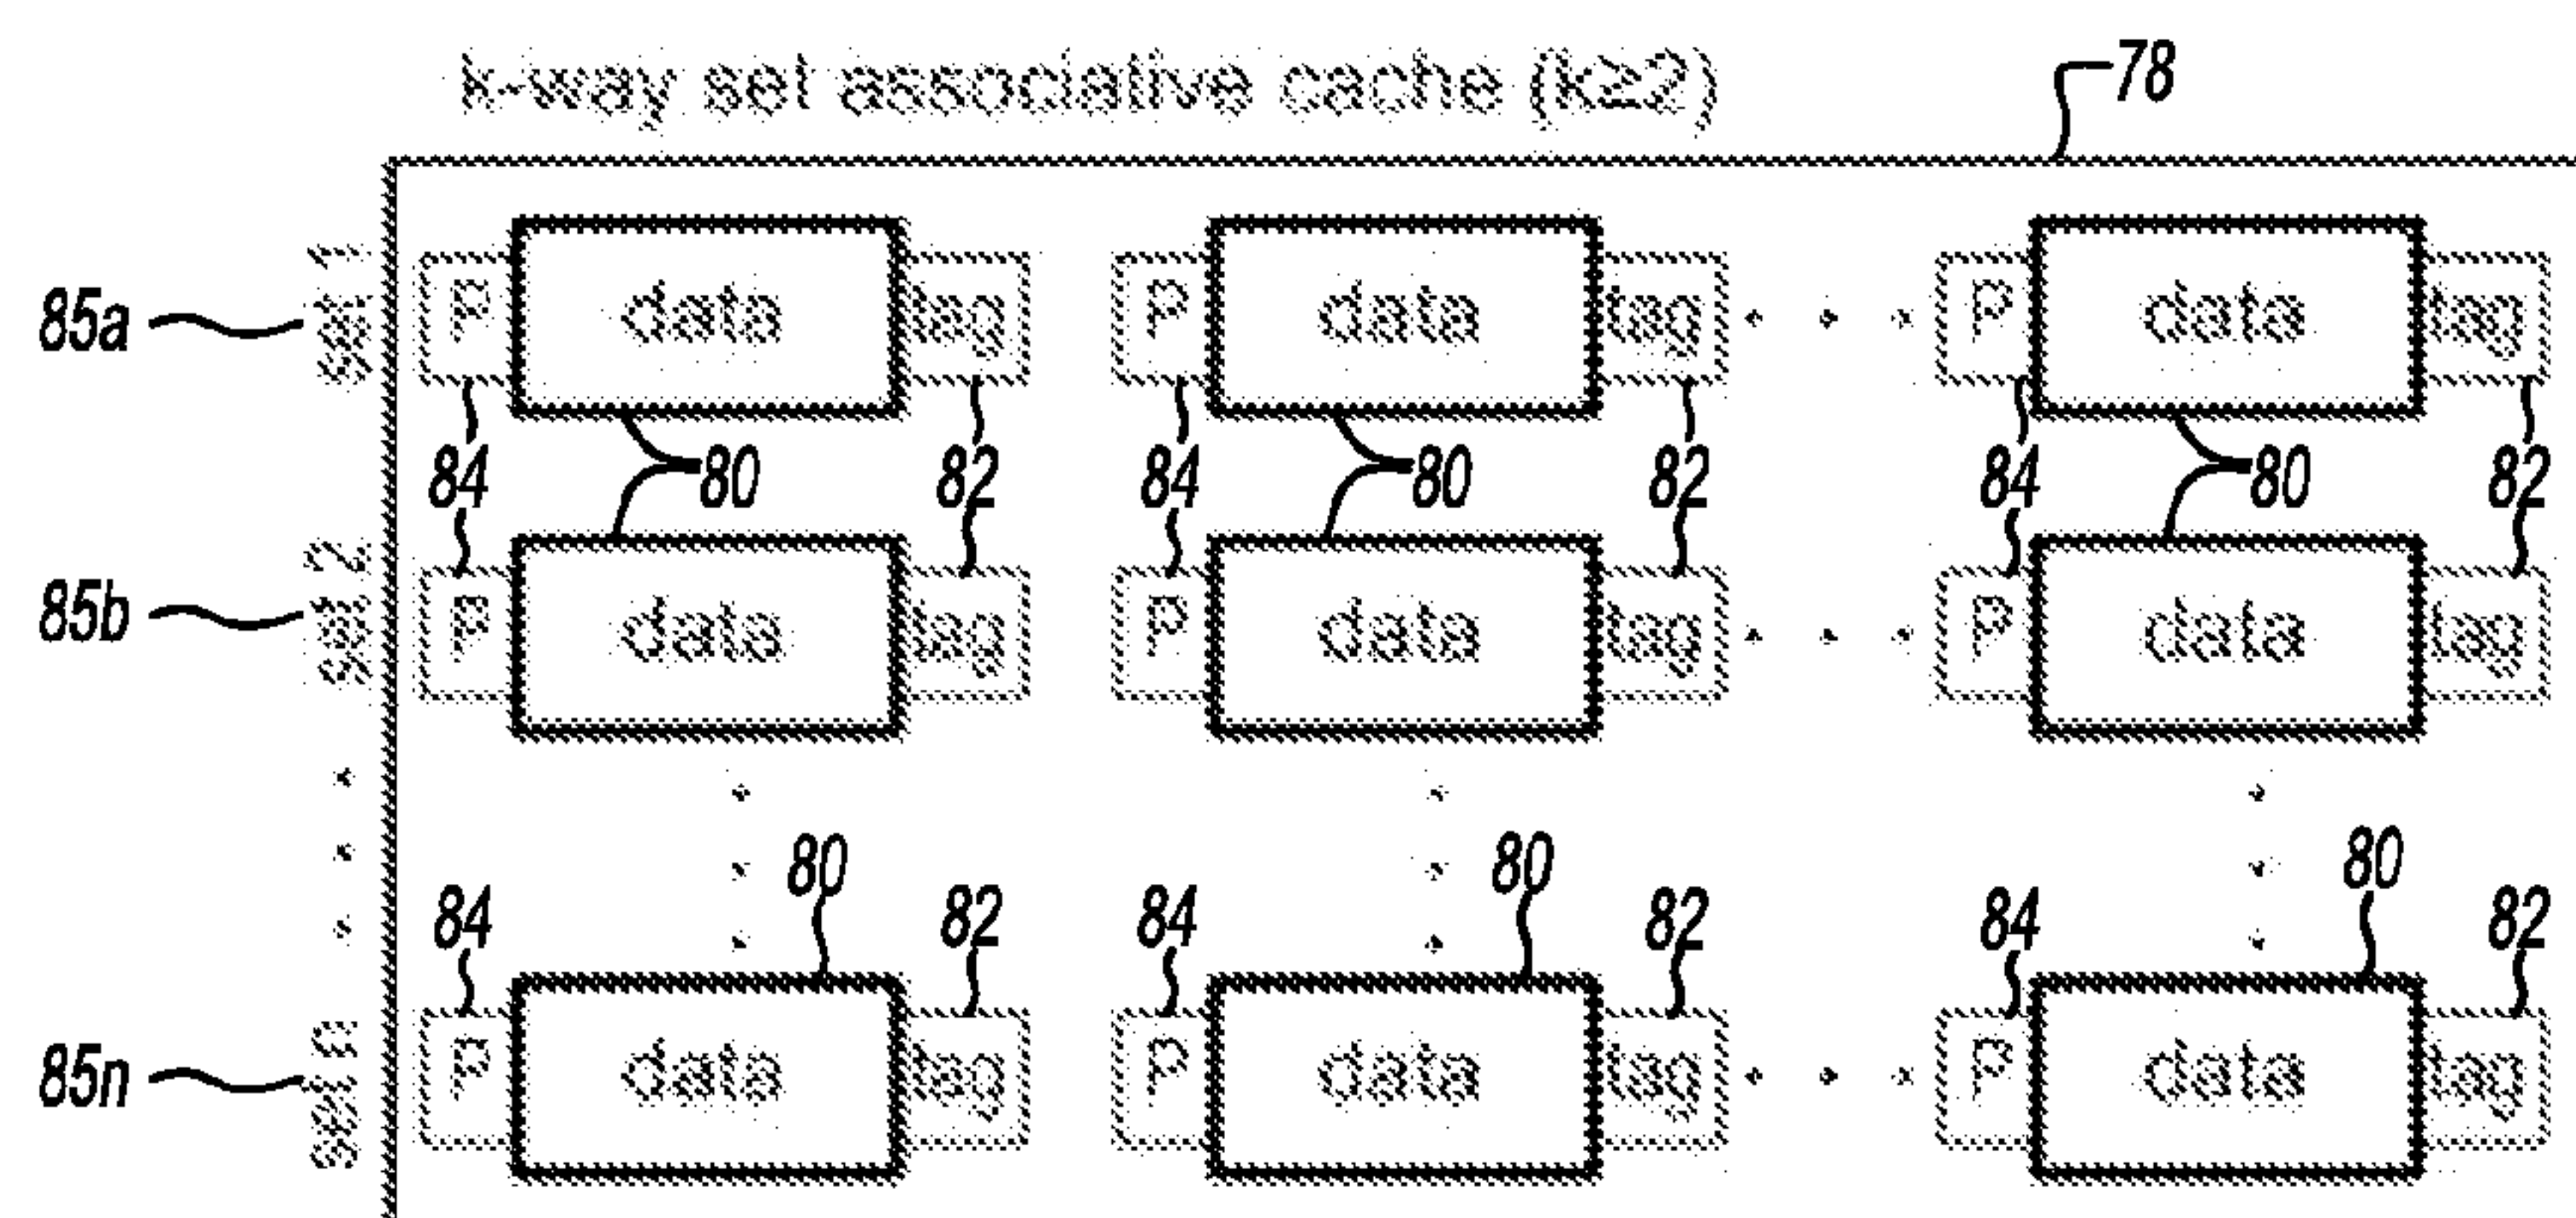 k-way set associative cache (k≥2)
78
85a set 1 P data tag P data tag . . . P data tag
84 80 82 84 80 82 84 80 82
85b set 2 P data tag P data tag . . . P data tag
80 80 80
84 82 84 82 84 82
85n set n P data tag P data tag . . . P data tag